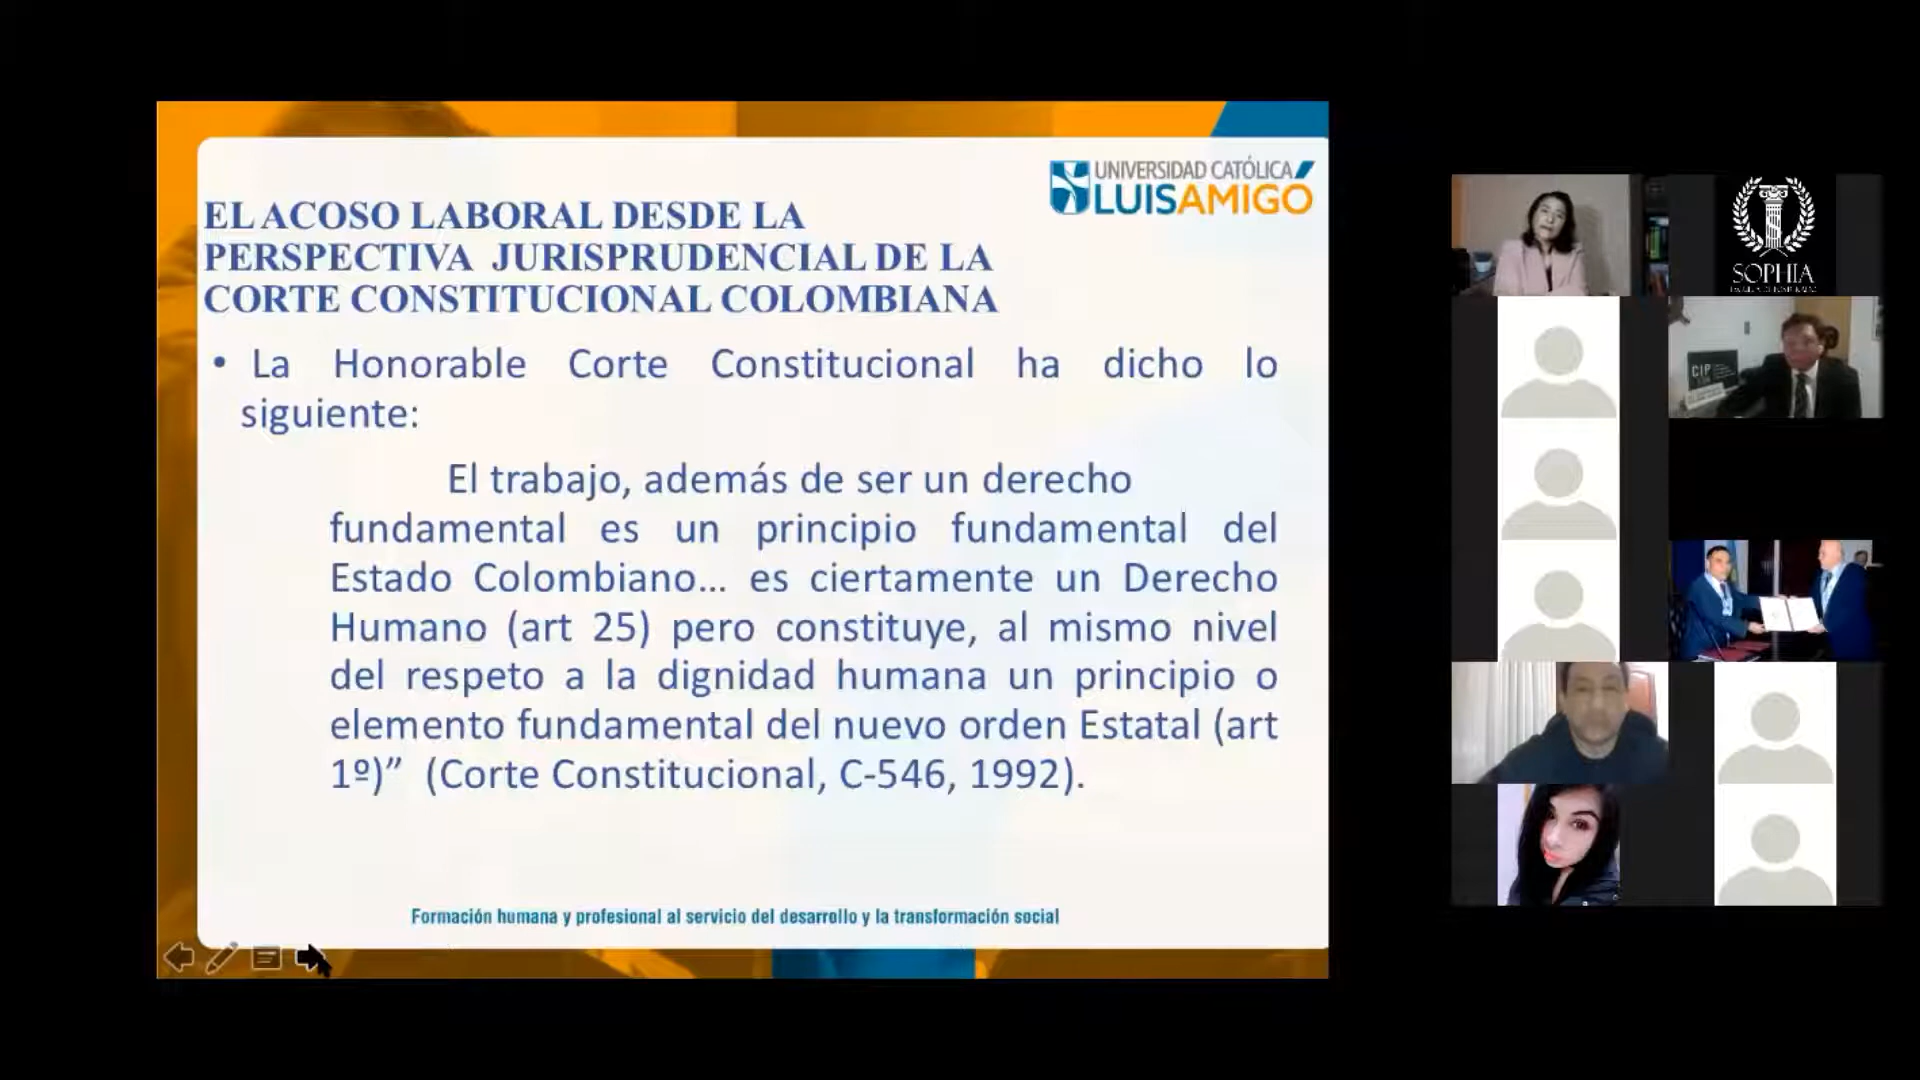 UNIVERSIDAD CATÓLICA
LUISAMIGÓ
EL ACOSO LABORAL DESDE LA
PERSPECTIVA JURISPRUDENCIAL DE LA
CORTE CONSTITUCIONAL COLOMBIANA
• La Honorable Corte Constitucional ha dicho lo
siguiente:
El trabajo, además de ser un derecho
fundamental es un principio fundamental del
Estado Colombiano... es ciertamente un Derecho
Humano (art 25) pero constituye, al mismo nivel
del respeto a la dignidad humana un principio o
elemento fundamental del nuevo orden Estatal (art
1º)” (Corte Constitucional, C-546, 1992).
Formación humana y profesional al servicio del desarrollo y la transformación social
SOPHIA
CIP